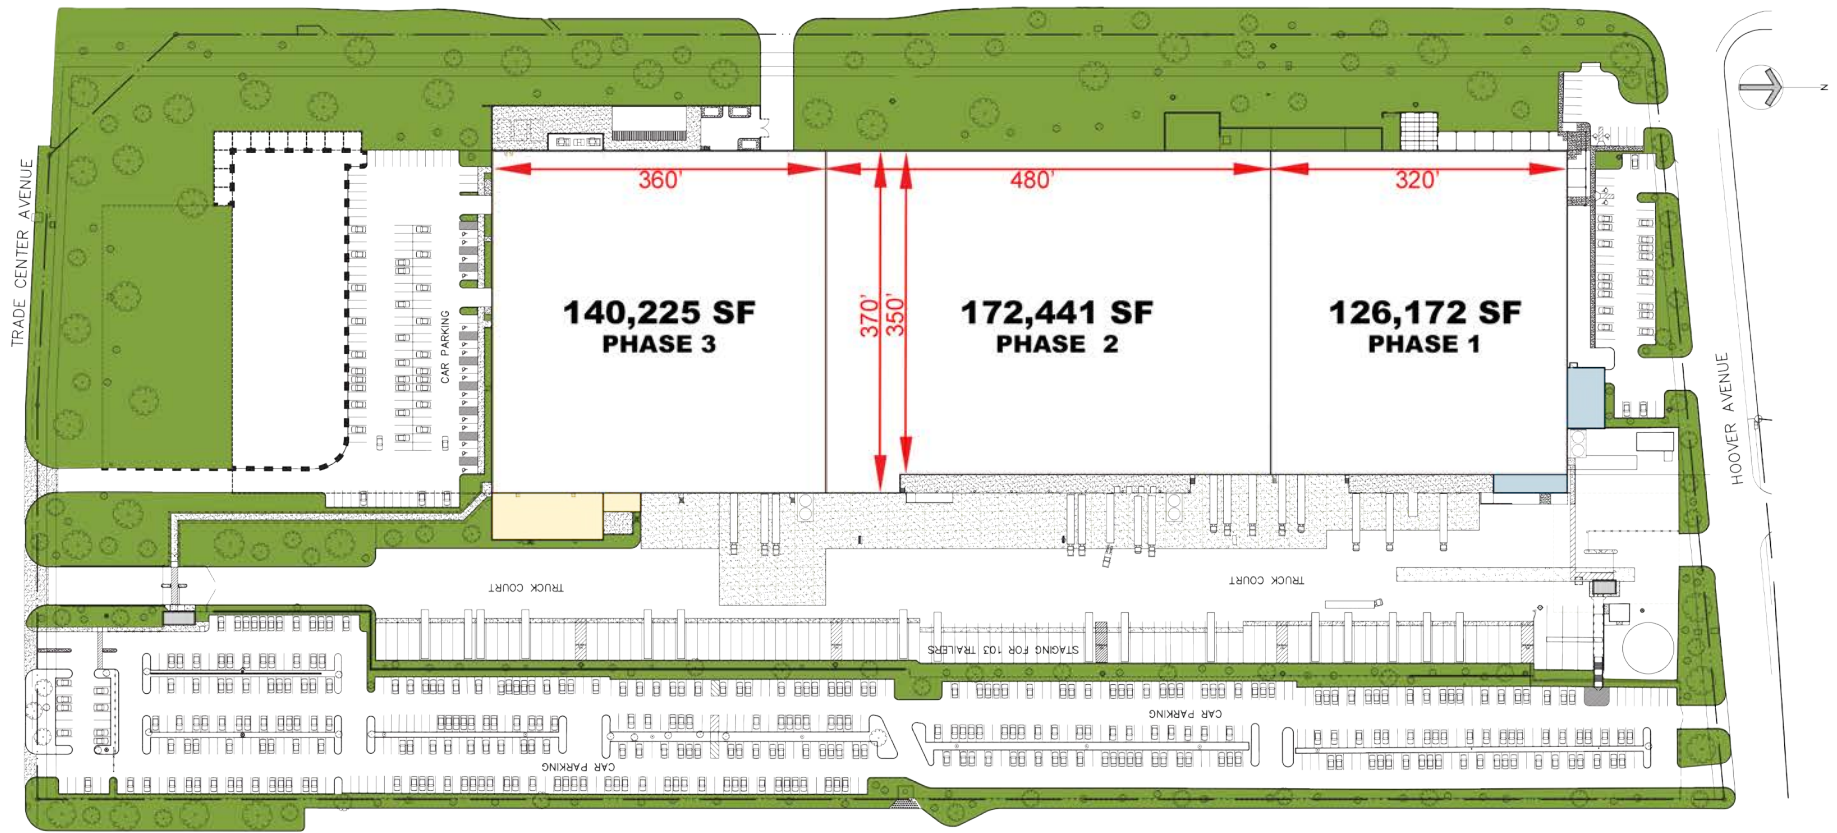 TRADE CENTER AVENUE
N
360'
480'
320'
370'
350'
140,225 SF
PHASE 3
172,441 SF
PHASE 2
126,172 SF
PHASE 1
CAR PARKING
HOOVER AVENUE
TRUCK COURT
TRUCK COURT
STAGING FOR 103 TRAILERS
CAR PARKING
CAR PARKING